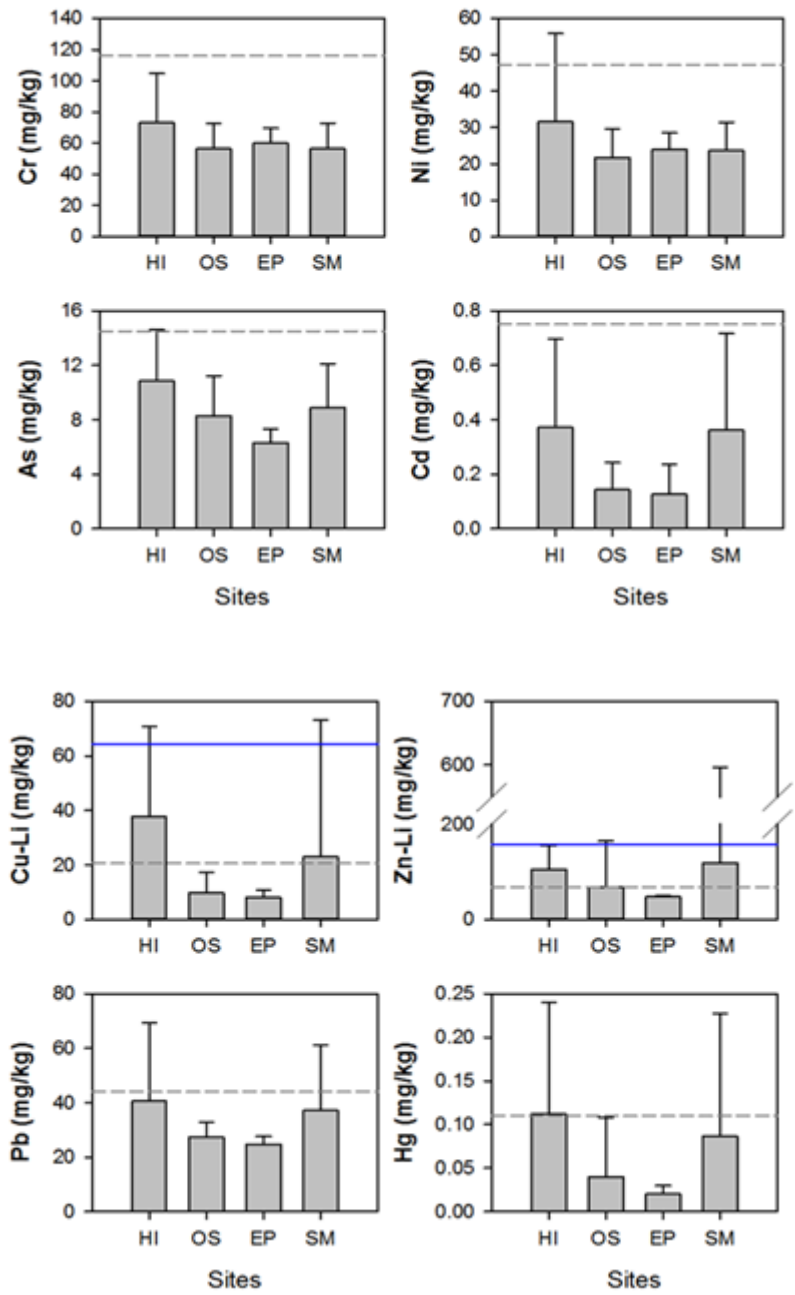 Cr (mg/kg)
140
120
100
80
60
40
20
0
HI OS EP SM
Ni (mg/kg)
60
50
40
30
20
10
0
HI OS EP SM
As (mg/kg)
16
12
8
4
0
HI OS EP SM
Sites
Cd (mg/kg)
0.8
0.6
0.4
0.2
0.0
HI OS EP SM
Sites
Cu-Li (mg/kg)
80
60
40
20
0
HI OS EP SM
Zn-Li (mg/kg)
700
600
200
0
HI OS EP SM
Pb (mg/kg)
80
60
40
20
0
HI OS EP SM
Sites
Hg (mg/kg)
0.25
0.20
0.15
0.10
0.05
0.00
HI OS EP SM
Sites